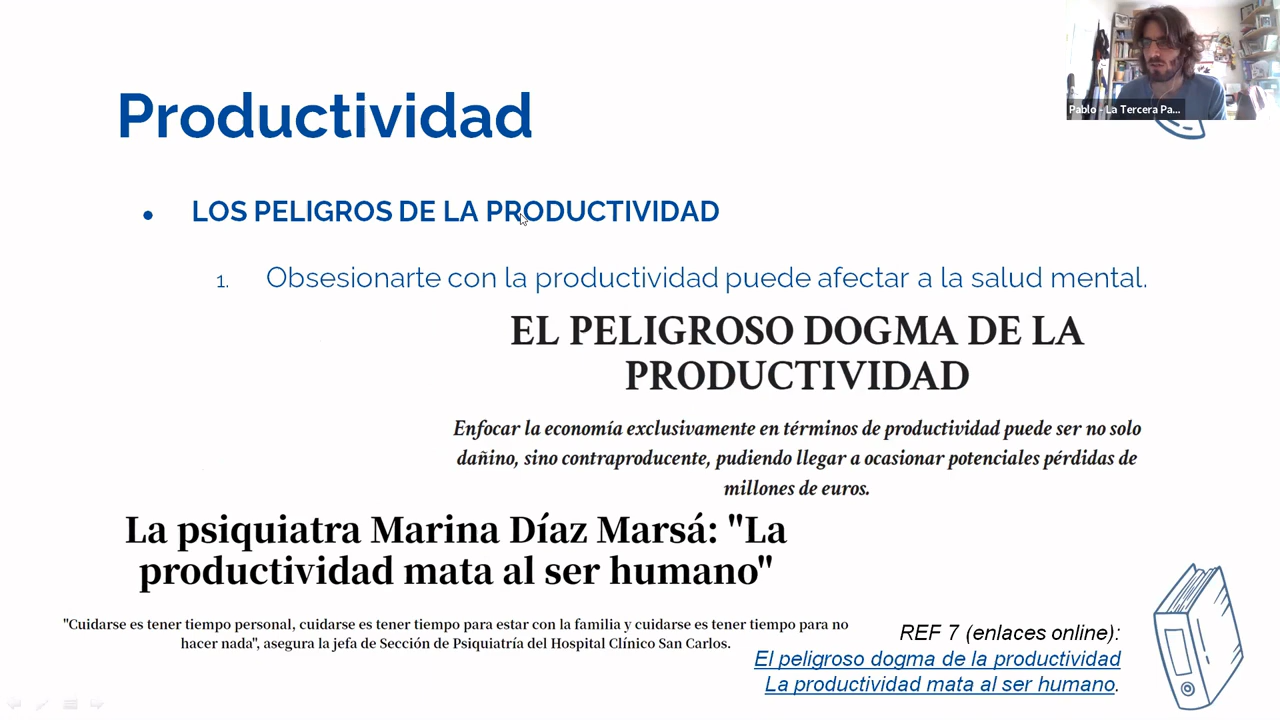 Productividad
Pablo - La Tercera Pa...
• LOS PELIGROS DE LA PRODUCTIVIDAD
1. Obsesionarte con la productividad puede afectar a la salud mental.
EL PELIGROSO DOGMA DE LA
PRODUCTIVIDAD
Enfocar la economía exclusivamente en términos de productividad puede ser no solo
dañino, sino contraproducente, pudiendo llegar a ocasionar potenciales pérdidas de
millones de euros.
La psiquiatra Marina Díaz Marsá: "La
productividad mata al ser humano"
"Cuidarse es tener tiempo personal, cuidarse es tener tiempo para estar con la familia y cuidarse es tener tiempo para no
hacer nada", asegura la jefa de Sección de Psiquiatría del Hospital Clínico San Carlos.
REF 7 (enlaces online):
El peligroso dogma de la productividad
La productividad mata al ser humano.